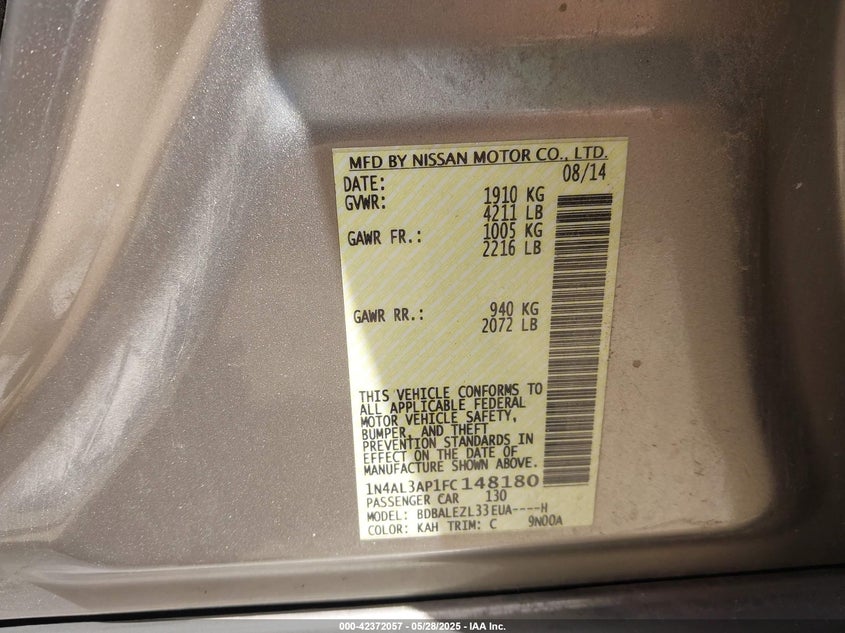 MFD BY NISSAN MOTOR CO., LTD.
DATE: 08/14
GVWR: 1910 KG
4211 LB
GAWR FR.: 1005 KG
2216 LB
GAWR RR.: 940 KG
2072 LB
THIS VEHICLE CONFORMS TO
ALL APPLICABLE FEDERAL
MOTOR VEHICLE SAFETY,
BUMPER, AND THEFT
PREVENTION STANDARDS IN
EFFECT ON THE DATE OF
MANUFACTURE SHOWN ABOVE.
1N4AL3AP1FC148180
PASSENGER CAR 130
MODEL: BDBALEZL33EUA----H
COLOR: KAH TRIM: C 9N00A
000-42372057 - 05/28/2025 - IAA Inc.